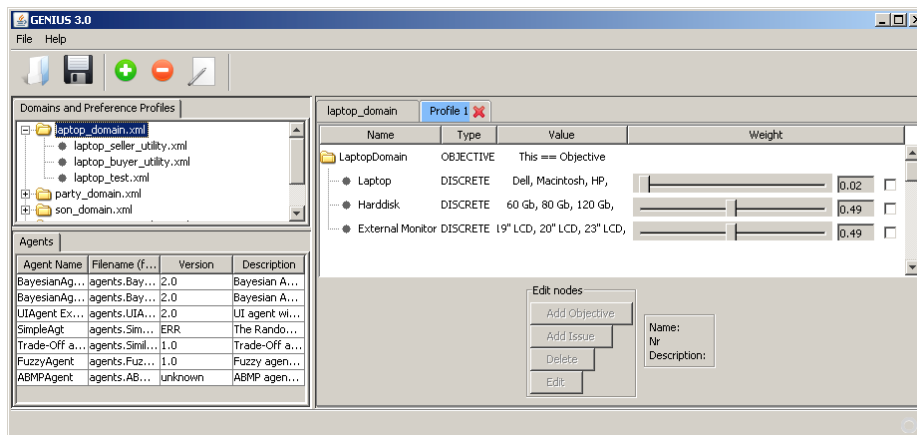 GENIUS 3.0
File Help
Domains and Preference Profiles
laptop_domain.xml
laptop_seller_utility.xml
laptop_buyer_utility.xml
laptop_test.xml
party_domain.xml
son_domain.xml
Agents
Agent Name Filename (f... Version Description
BayesianAg... agents.Bay... 2.0 Bayesian A...
BayesianAg... agents.Bay... 2.0 Bayesian A...
UIAgent Ex... agents.UIA... 2.0 UI agent wi...
SimpleAgt agents.Sim... ERR The Rando...
Trade-Off a... agents.Simil... 1.0 Trade-Off a...
FuzzyAgent agents.Fuz... 1.0 Fuzzy agen...
ABMPAgent agents.AB... unknown ABMP agen...
laptop_domain Profile 1
Name Type Value Weight
LaptopDomain OBJECTIVE This == Objective
Laptop DISCRETE Dell, Macintosh, HP, 0.02
Harddisk DISCRETE 60 Gb, 80 Gb, 120 Gb, 0.49
External Monitor DISCRETE 19" LCD, 20" LCD, 23" LCD, 0.49
Edit nodes
Add Objective
Add Issue
Delete
Edit
Name:
Nr
Description: